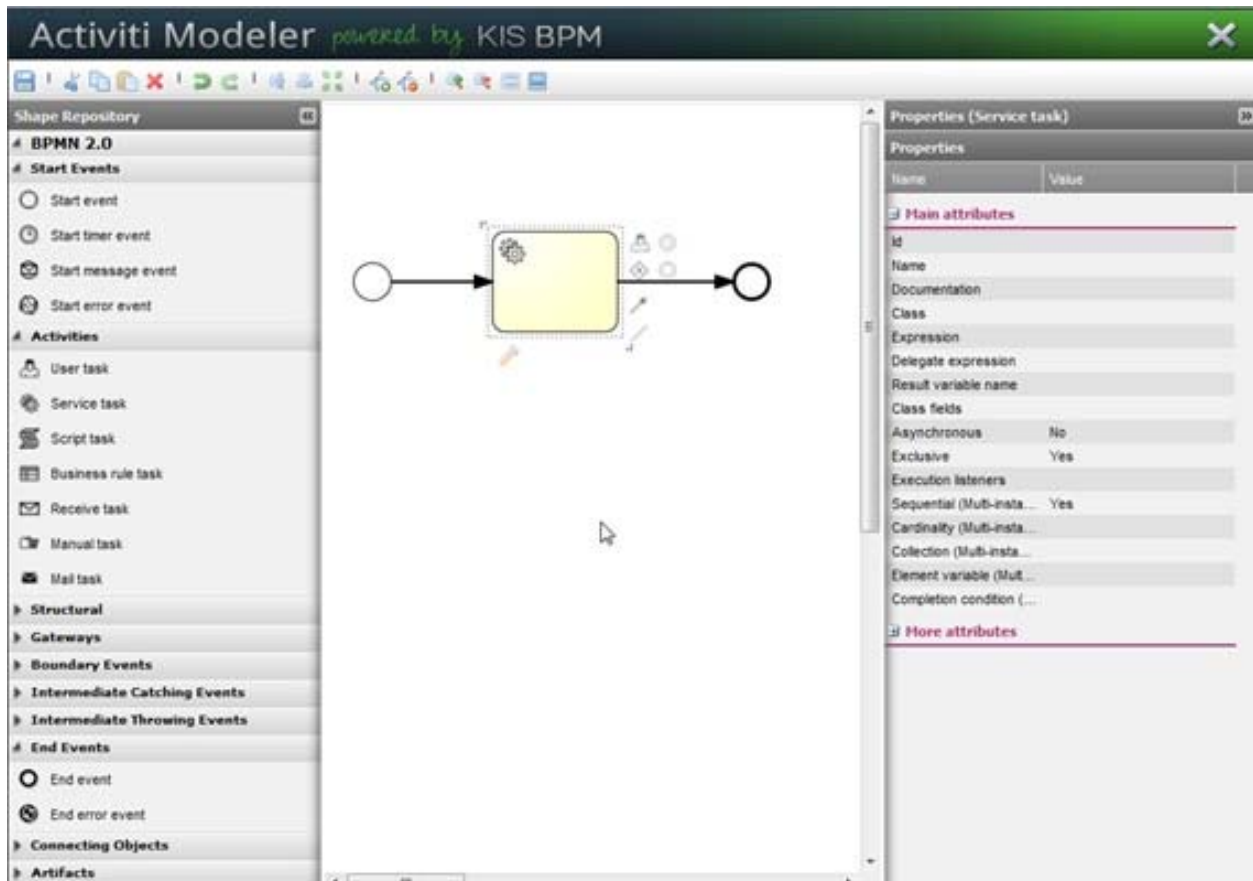 Activiti Modeler powered by KIS BPM
Shape Repository
BPMN 2.0
Start Events
Start event
Start timer event
Start message event
Start error event
Activities
User task
Service task
Script task
Business rule task
Receive task
Manual task
Mail task
Structural
Gateways
Boundary Events
Intermediate Catching Events
Intermediate Throwing Events
End Events
End event
End error event
Connecting Objects
Artifacts
Properties (Service task)
Properties
Name Value
Main attributes
Id
Name
Documentation
Class
Expression
Delegate expression
Result variable name
Class fields
Asynchronous No
Exclusive Yes
Execution listeners
Sequential (Multi-insta... Yes
Cardinality (Multi-insta...
Collection (Multi-insta...
Element variable (Mult...
Completion condition (...
More attributes